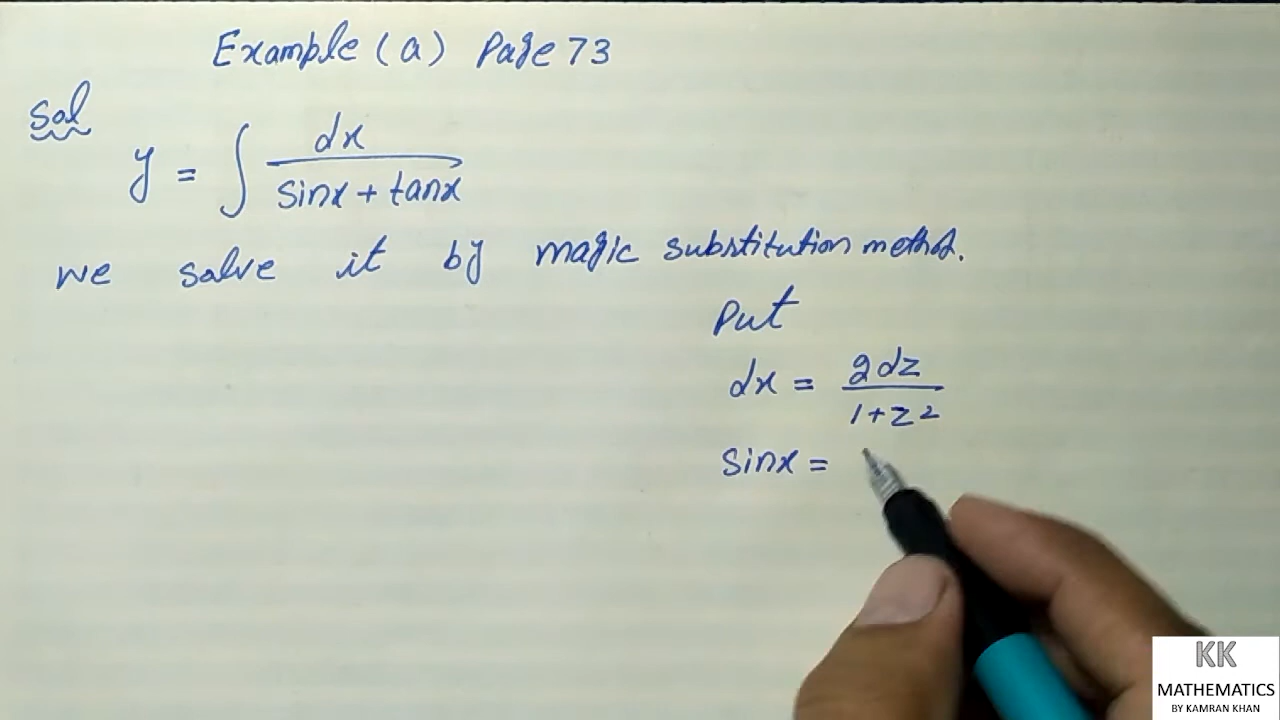 Example (a) Page 73
Sol
y = ∫ dx / (sinx + tanx)
we solve it by magic substitution method.
Put
dx = 2dz / (1+z²)
sinx =
KK
MATHEMATICS
BY KAMRAN KHAN